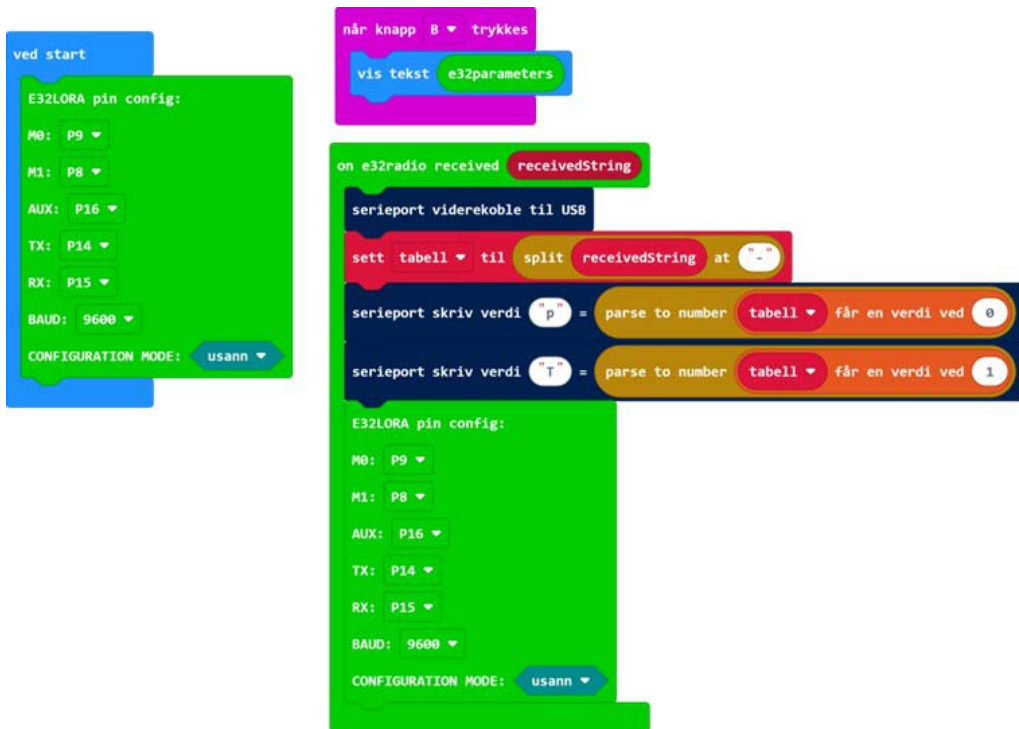 ved start
E32LORA pin config:
M0: P9
M1: P8
AUX: P16
TX: P14
RX: P15
BAUD: 9600
CONFIGURATION MODE: usann
når knapp B trykkes
vis tekst e32parameters
on e32radio received receivedString
serieport viderekoble til USB
sett tabell til split receivedString at "-"
serieport skriv verdi "p" = parse to number tabell får en verdi ved 0
serieport skriv verdi "T" = parse to number tabell får en verdi ved 1
E32LORA pin config:
M0: P9
M1: P8
AUX: P16
TX: P14
RX: P15
BAUD: 9600
CONFIGURATION MODE: usann